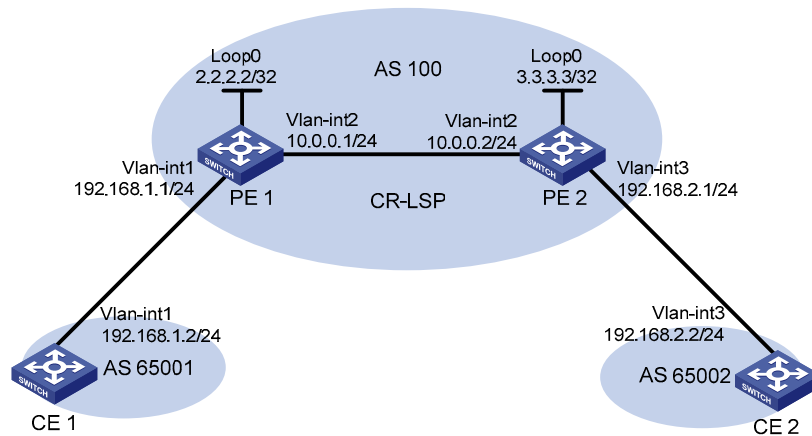 Loop0
2.2.2.2/32
AS 100
Loop0
3.3.3.3/32
Vlan-int2
10.0.0.1/24
Vlan-int2
10.0.0.2/24
Vlan-int1
192.168.1.1/24
SWITCH
PE 1
CR-LSP
SWITCH
PE 2
Vlan-int3
192.168.2.1/24
Vlan-int1
192.168.1.2/24
AS 65001
SWITCH
CE 1
Vlan-int3
192.168.2.2/24
AS 65002
SWITCH
CE 2